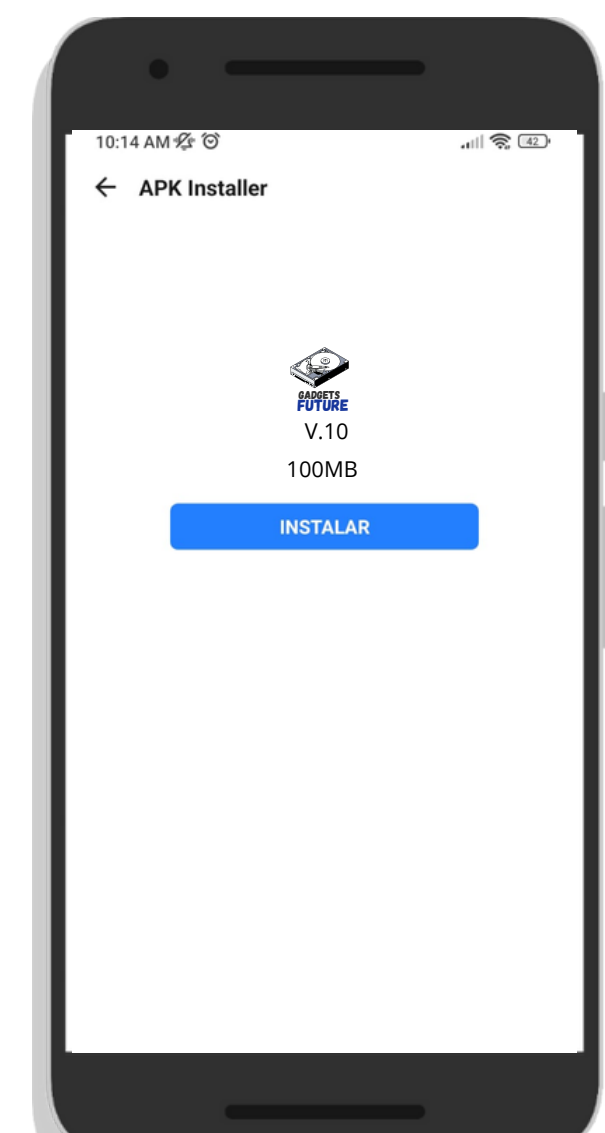 10:14 AM
42
APK Installer
GADGETS
FUTURE
V.10
100MB
INSTALAR